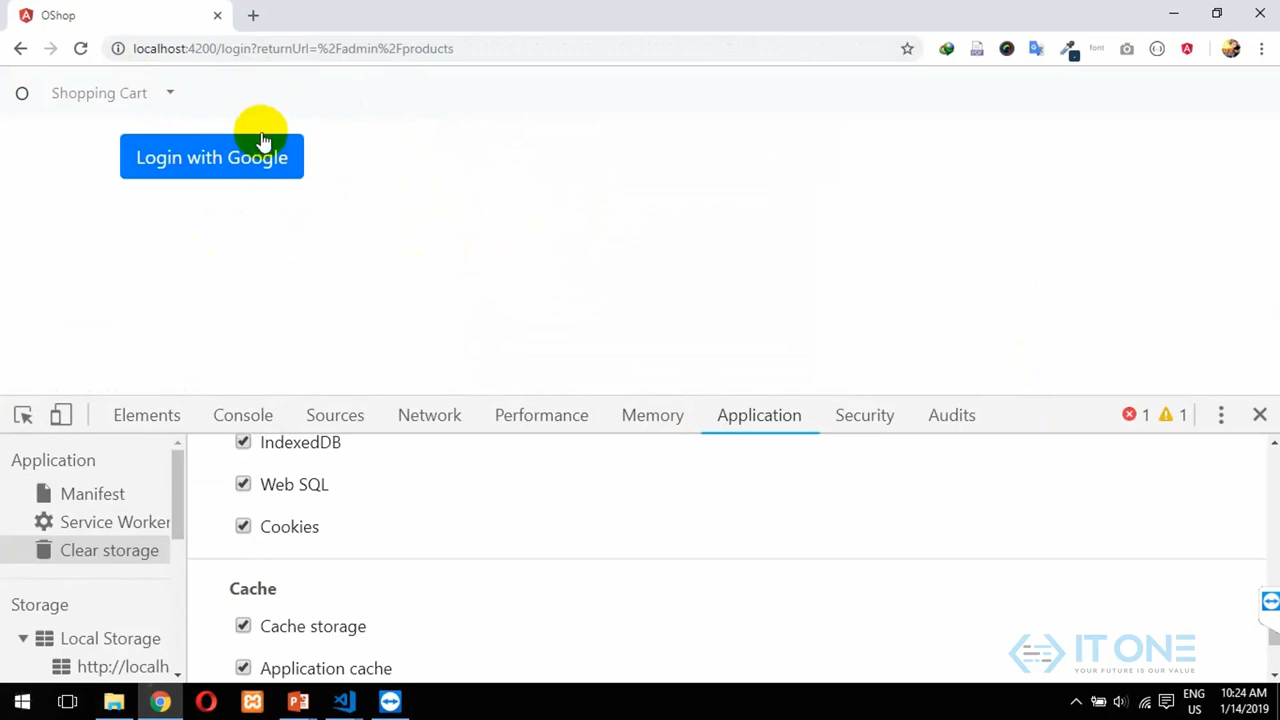 OShop
localhost:4200/login?returnUrl=%2Fadmin%2Fproducts
font
O Shopping Cart
Login with Google
Elements Console Sources Network Performance Memory Application Security Audits 1 1
Application
Manifest
Service Worker
Clear storage
Storage
Local Storage
http://localh
IndexedDB
Web SQL
Cookies
Cache
Cache storage
Application cache
IT ONE
YOUR FUTURE IS OUR VALUE
ENG
US
10:24 AM
1/14/2019